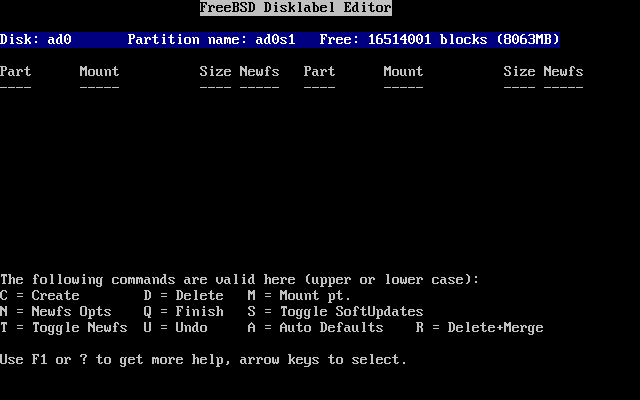 FreeBSD Disklabel Editor
Disk: ad0       Partition name: ad0s1   Free: 16514001 blocks (8063MB)
Part      Mount          Size Newfs   Part      Mount          Size Newfs
----      -----          ---- -----   ----      -----          ---- -----
The following commands are valid here (upper or lower case):
C = Create        D = Delete   M = Mount pt.
N = Newfs Opts    Q = Finish   S = Toggle SoftUpdates
T = Toggle Newfs  U = Undo     A = Auto Defaults    R = Delete+Merge
Use F1 or ? to get more help, arrow keys to select.